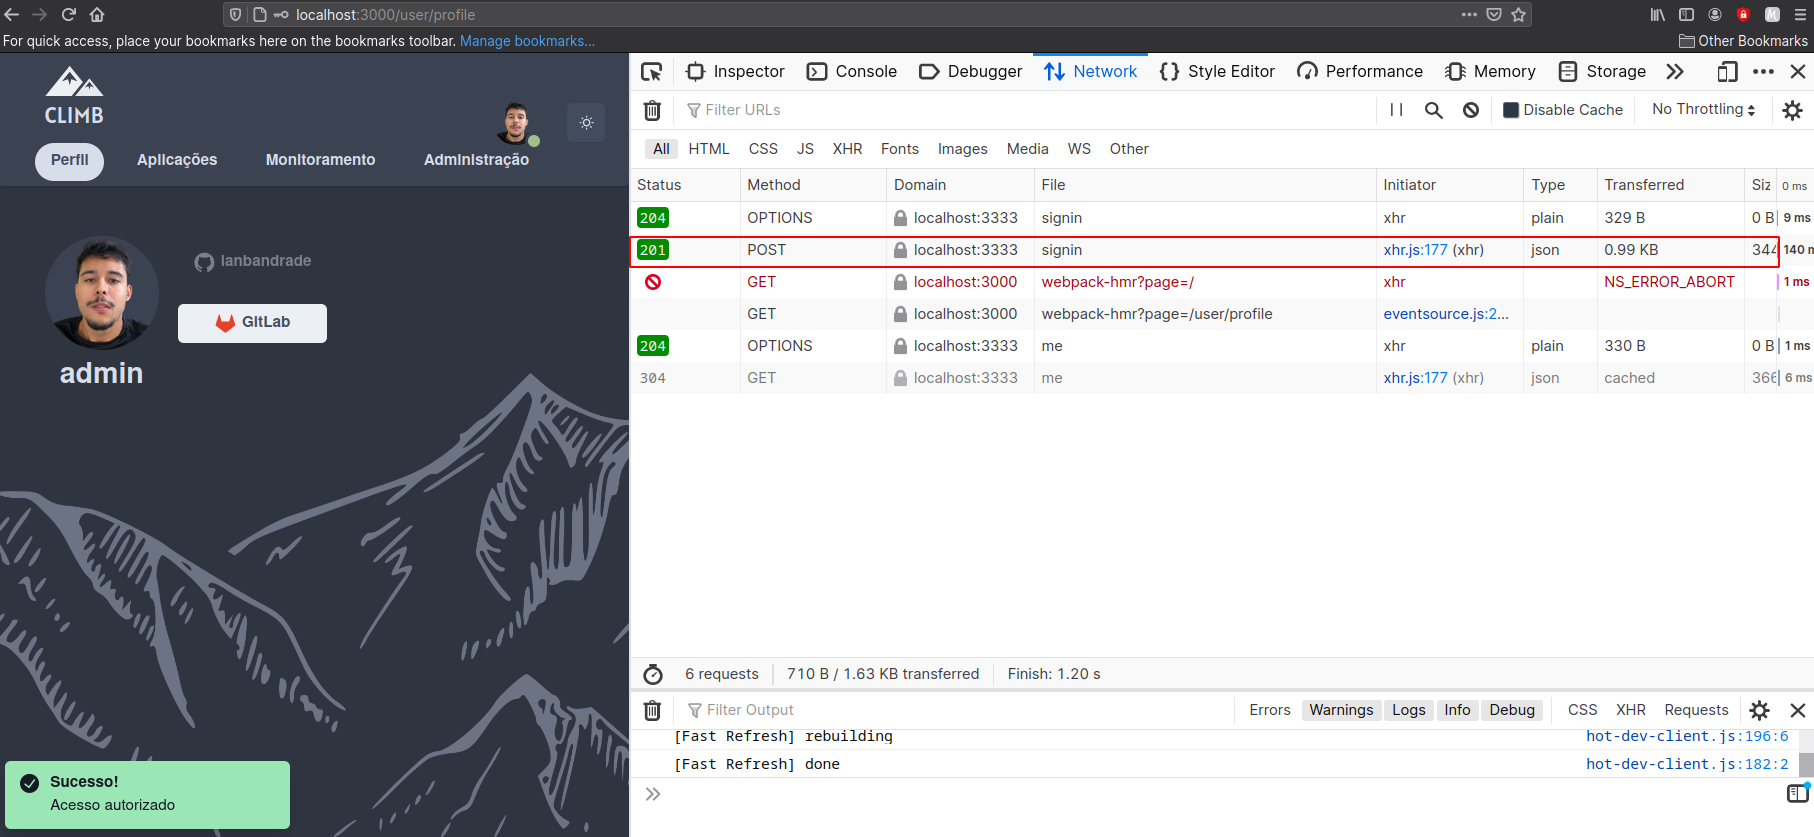 localhost:3000/user/profile
For quick access, place your bookmarks here on the bookmarks toolbar. Manage bookmarks...
Other Bookmarks
CLIMB
Perfil
Aplicações
Monitoramento
Administração
ianbandrade
GitLab
admin
Sucesso!
Acesso autorizado
Inspector
Console
Debugger
Network
Style Editor
Performance
Memory
Storage
Filter URLs
Disable Cache
No Throttling
All HTML CSS JS XHR Fonts Images Media WS Other
Status Method Domain File Initiator Type Transferred Siz 0 ms
204 OPTIONS localhost:3333 signin xhr plain 329 B 0 B 9 ms
201 POST localhost:3333 signin xhr.js:177 (xhr) json 0.99 KB 344 140 m
GET localhost:3000 webpack-hmr?page=/ xhr NS_ERROR_ABORT 1 ms
GET localhost:3000 webpack-hmr?page=/user/profile eventsource.js:2...
204 OPTIONS localhost:3333 me xhr plain 330 B 0 B 1 ms
304 GET localhost:3333 me xhr.js:177 (xhr) json cached 366 6 ms
6 requests 710 B / 1.63 KB transferred Finish: 1.20 s
Filter Output
Errors Warnings Logs Info Debug CSS XHR Requests
[Fast Refresh] rebuilding hot-dev-client.js:196:6
[Fast Refresh] done hot-dev-client.js:182:2